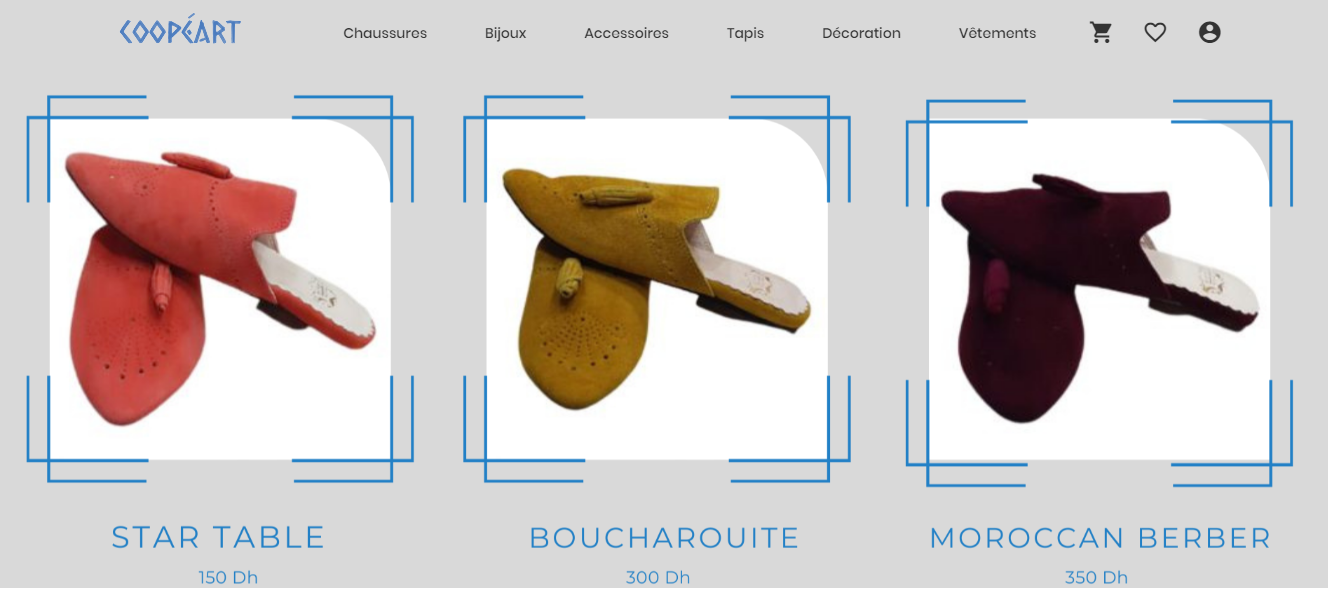 COOPÉART
Chaussures
Bijoux
Accessoires
Tapis
Décoration
Vêtements
STAR TABLE
BOUCHAROUITE
MOROCCAN BERBER
150 Dh
300 Dh
350 Dh